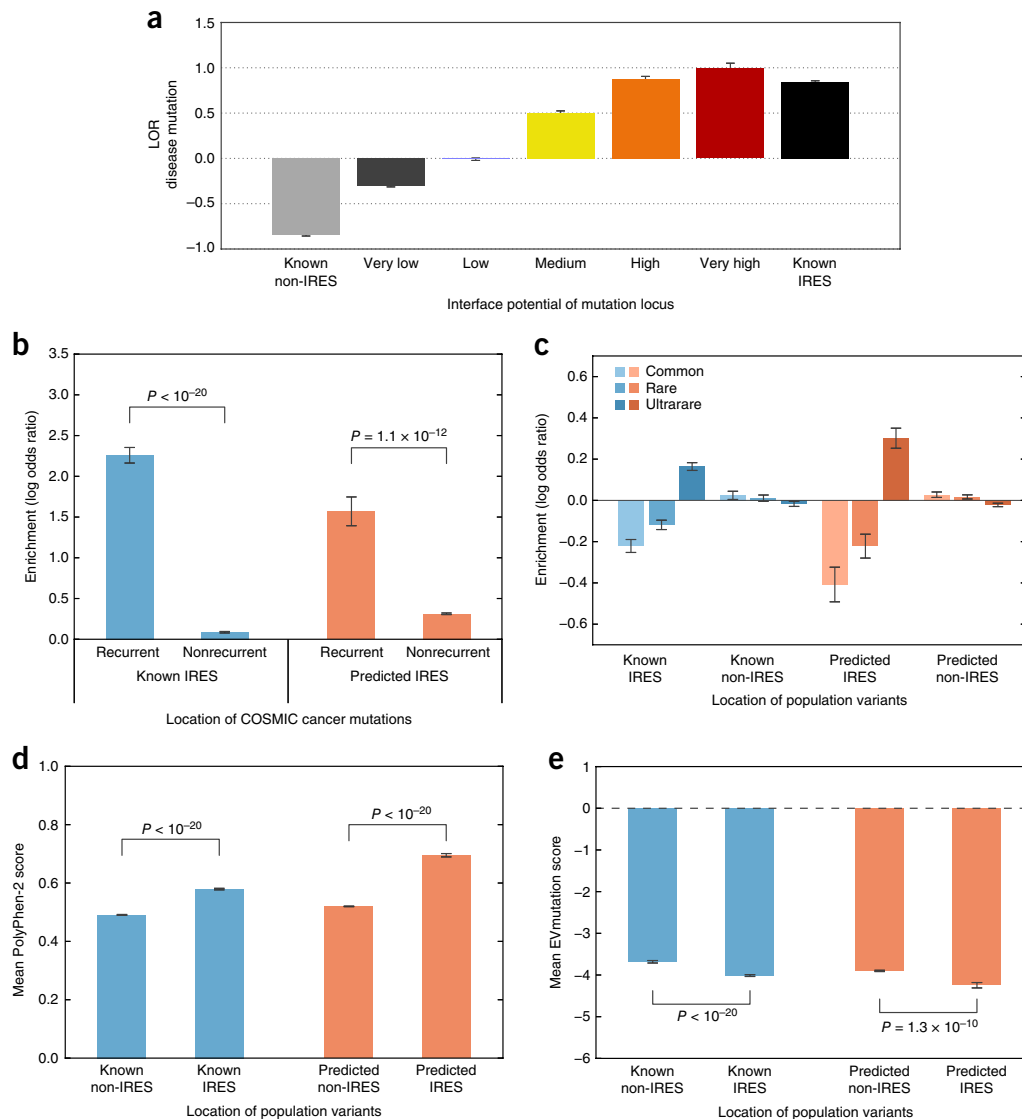 a
1.5
1.0
0.5
0.0
−0.5
−1.0
LOR
disease mutation
Known
non-IRES
Very low
Low
Medium
High
Very high
Known
IRES
Interface potential of mutation locus
b
3.5
3.0
2.5
2.0
1.5
1.0
0.5
0.0
Enrichment (log odds ratio)
P < 10⁻²⁰
P = 1.1 × 10⁻¹²
Recurrent
Nonrecurrent
Recurrent
Nonrecurrent
Known IRES
Predicted IRES
Location of COSMIC cancer mutations
c
0.6
0.4
0.2
0.0
−0.2
−0.4
−0.6
Enrichment (log odds ratio)
Common
Rare
Ultrarare
Known
IRES
Known
non-IRES
Predicted
IRES
Predicted
non-IRES
Location of population variants
d
1.0
0.8
0.6
0.4
0.2
0.0
Mean PolyPhen-2 score
P < 10⁻²⁰
P < 10⁻²⁰
Known
non-IRES
Known
IRES
Predicted
non-IRES
Predicted
IRES
Location of population variants
e
1
0
−1
−2
−3
−4
−5
−6
Mean EVmutation score
P < 10⁻²⁰
P = 1.3 × 10⁻¹⁰
Known
non-IRES
Known
IRES
Predicted
non-IRES
Predicted
IRES
Location of population variants